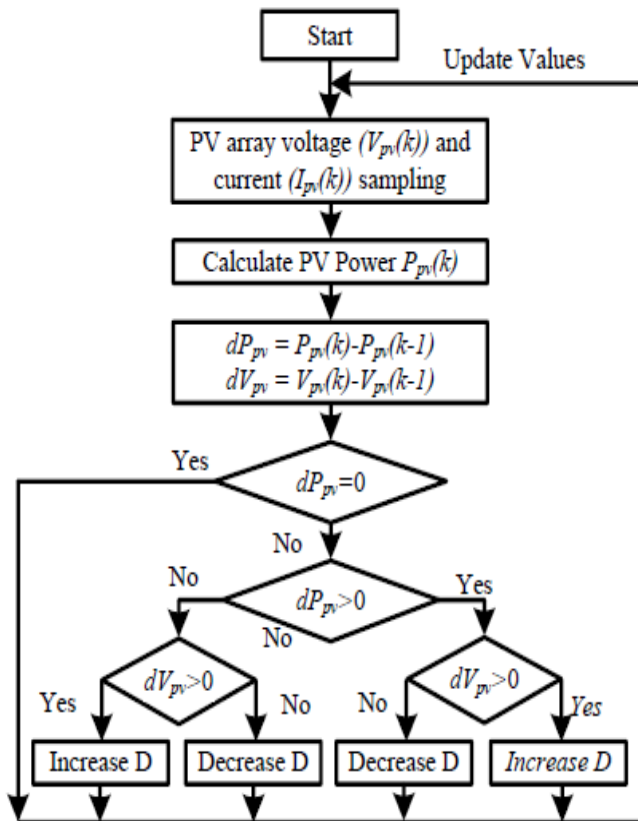 Start
Update Values
PV array voltage (Vpv(k)) and
current (Ipv(k)) sampling
Calculate PV Power Ppv(k)
dPpv = Ppv(k)-Ppv(k-1)
dVpv = Vpv(k)-Vpv(k-1)
Yes
dPpv=0
No
No
dPpv>0
Yes
No
dVpv>0
dVpv>0
Yes
No
No
Yes
Increase D
Decrease D
Decrease D
Increase D